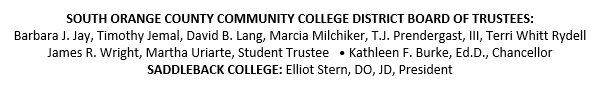 SOUTH ORANGE COUNTY COMMUNITY COLLEGE DISTRICT BOARD OF TRUSTEES:
Barbara J. Jay, Timothy Jemal, David B. Lang, Marcia Milchiker, T.J. Prendergast, III, Terri Whitt Rydell
James R. Wright, Martha Uriarte, Student Trustee • Kathleen F. Burke, Ed.D., Chancellor
SADDLEBACK COLLEGE: Elliot Stern, DO, JD, President